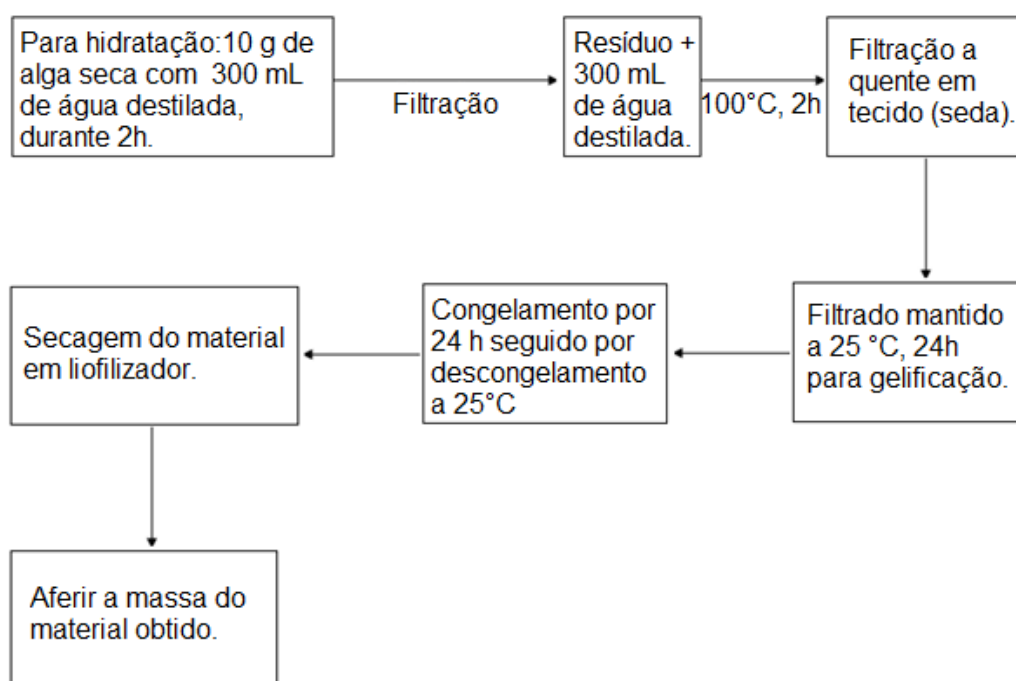 Para hidratação:10 g de
alga seca com 300 mL
de água destilada,
durante 2h.
Filtração
Resíduo +
300 mL
de água
destilada.
100°C, 2h
Filtração a
quente em
tecido (seda).
Filtrado mantido
a 25 °C, 24h
para gelificação.
Congelamento por
24 h seguido por
descongelamento
a 25°C
Secagem do material
em liofilizador.
Aferir a massa do
material obtido.